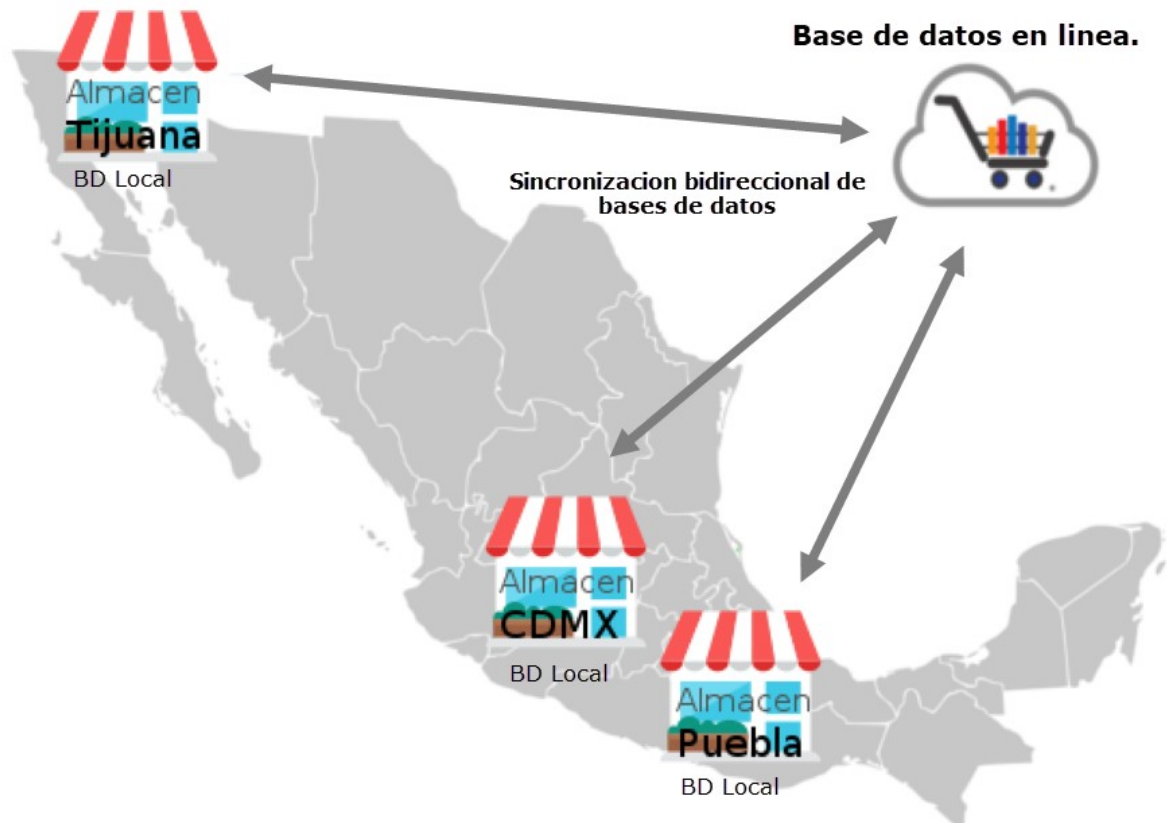 Base de datos en linea.
Almacen
Tijuana
BD Local
Sincronizacion bidireccional de
bases de datos
Almacen
CDMX
BD Local
Almacen
Puebla
BD Local